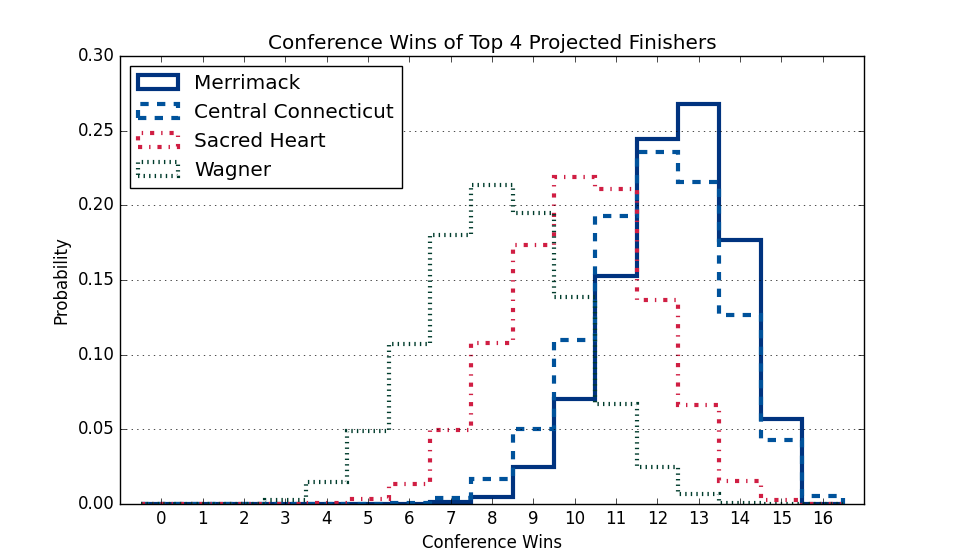 Conference Wins of Top 4 Projected Finishers
0.30
0.25
0.20
0.15
0.10
0.05
0.00
Probability
Merrimack
Central Connecticut
Sacred Heart
Wagner
0 1 2 3 4 5 6 7 8 9 10 11 12 13 14 15 16
Conference Wins